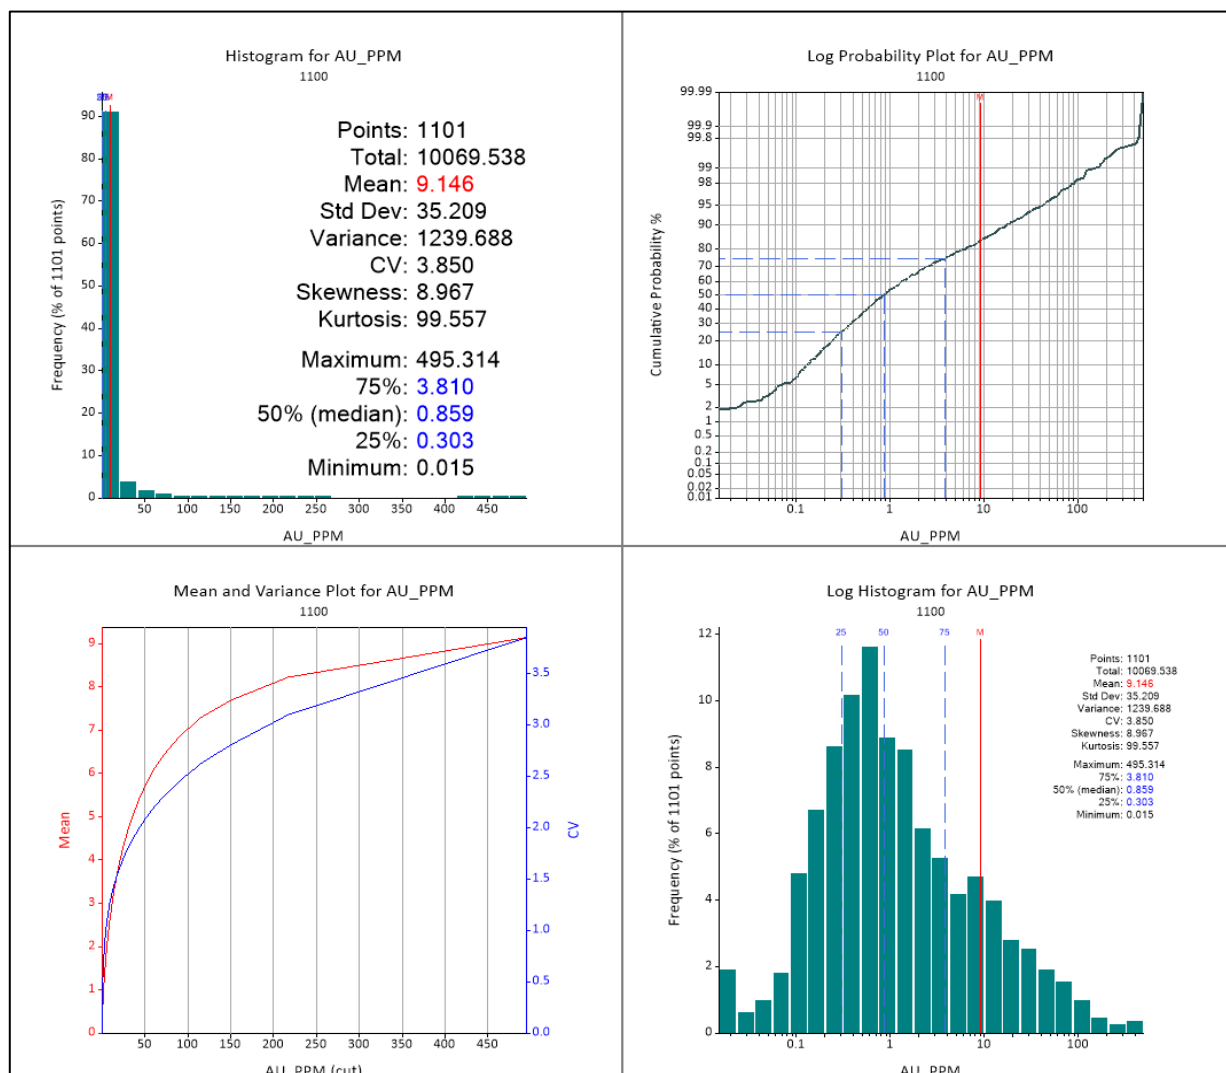 Histogram for AU_PPM
1100
M
Points: 1101
Total: 10069.538
Mean: 9.146
Std Dev: 35.209
Variance: 1239.688
CV: 3.850
Skewness: 8.967
Kurtosis: 99.557
Maximum: 495.314
75%: 3.810
50% (median): 0.859
25%: 0.303
Minimum: 0.015
Frequency (% of 1101 points)
90
80
70
60
50
40
30
20
10
0
50 100 150 200 250 300 350 400 450
AU_PPM
Log Probability Plot for AU_PPM
1100
M
Cumulative Probability %
99.99
99.9
99.8
99
98
95
90
80
70
60
50
40
30
20
10
5
2
1
0.5
0.2
0.1
0.05
0.02
0.01
0.1 1 10 100
AU_PPM
Mean and Variance Plot for AU_PPM
1100
Mean
9
8
7
6
5
4
3
2
1
0
CV
3.5
3.0
2.5
2.0
1.5
1.0
0.5
0.0
50 100 150 200 250 300 350 400 450
AU_PPM (cut)
Log Histogram for AU_PPM
1100
25 50 75 M
Points: 1101
Total: 10069.538
Mean: 9.146
Std Dev: 35.209
Variance: 1239.688
CV: 3.850
Skewness: 8.967
Kurtosis: 99.557
Maximum: 495.314
75%: 3.810
50% (median): 0.859
25%: 0.303
Minimum: 0.015
Frequency (% of 1101 points)
12
10
8
6
4
2
0
0.1 1 10 100
AU_PPM